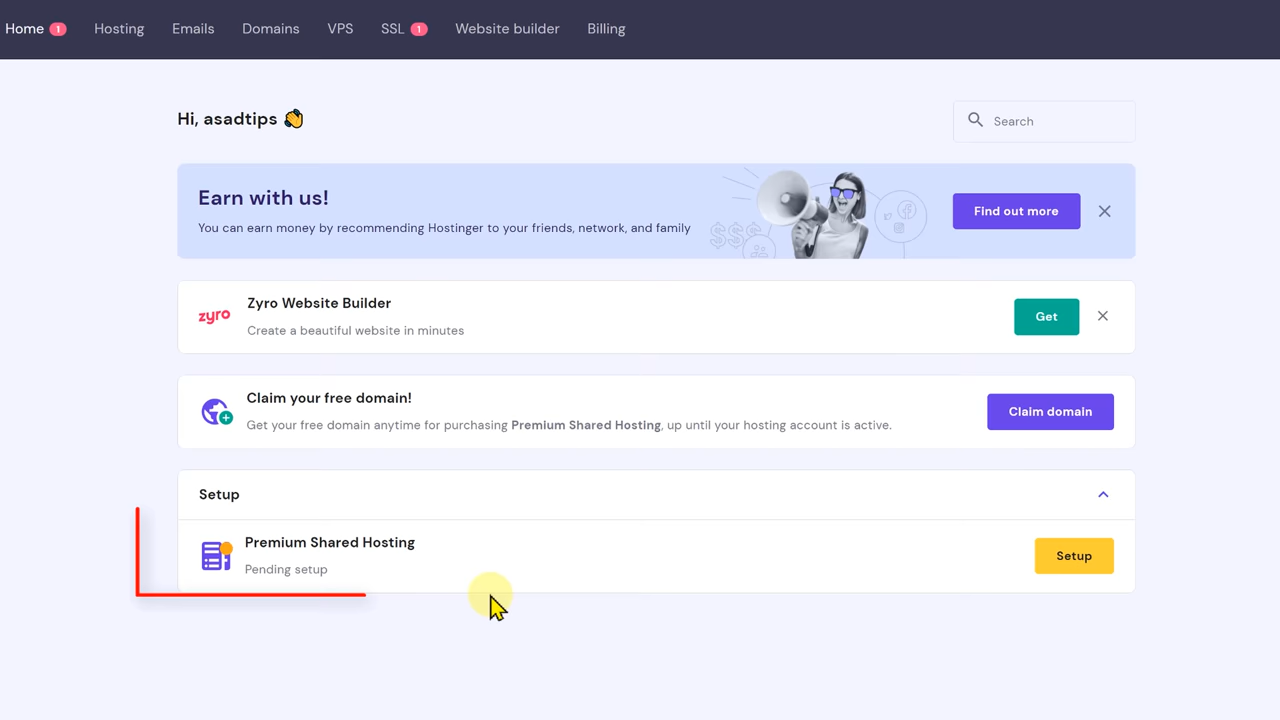 Home 1 Hosting Emails Domains VPS SSL 1 Website builder Billing
Hi, asadtips 👋
Search
Earn with us!
You can earn money by recommending Hostinger to your friends, network, and family
$$$
Find out more
zyro
Zyro Website Builder
Create a beautiful website in minutes
Get
Claim your free domain!
Get your free domain anytime for purchasing Premium Shared Hosting, up until your hosting account is active.
Claim domain
Setup
Premium Shared Hosting
Pending setup
Setup